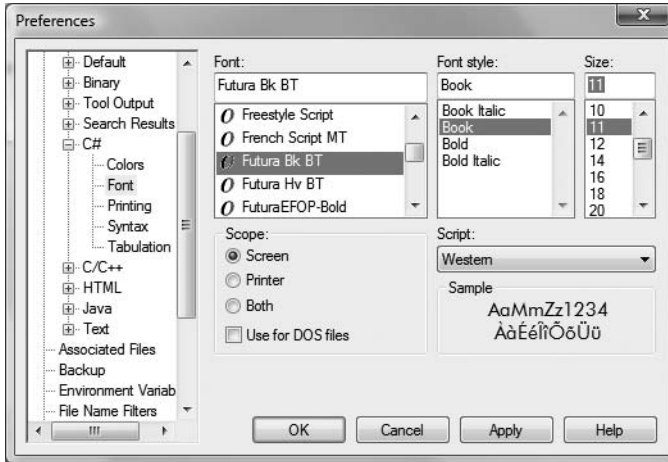 Preferences
Default
Binary
Tool Output
Search Results
C#
Colors
Font
Printing
Syntax
Tabulation
C/C++
HTML
Java
Text
Associated Files
Backup
Environment Variab
File Name Filters
Font:
Futura Bk BT
Freestyle Script
French Script MT
Futura Bk BT
Futura Hv BT
FuturaEFOP-Bold
Font style:
Book
Book Italic
Book
Bold
Bold Italic
Size:
11
10
11
12
14
16
18
20
Scope:
Screen
Printer
Both
Use for DOS files
Script:
Western
Sample
AaMmZz1234
ÀàÉéÎîÕõÜü
OK
Cancel
Apply
Help